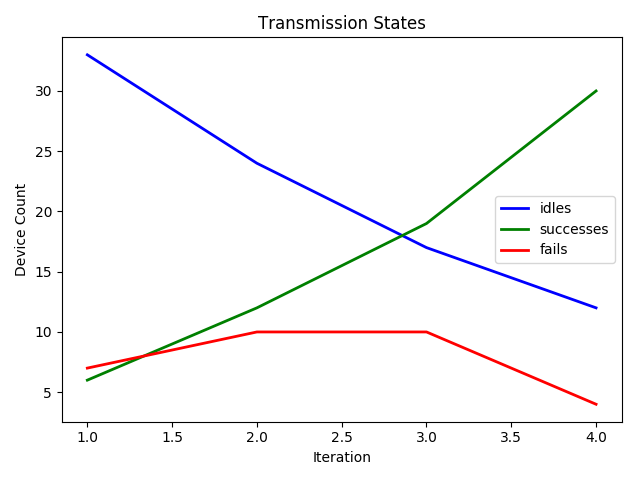 Transmission States
Device Count
30
25
20
15
10
5
idles
successes
fails
1.0 1.5 2.0 2.5 3.0 3.5 4.0
Iteration